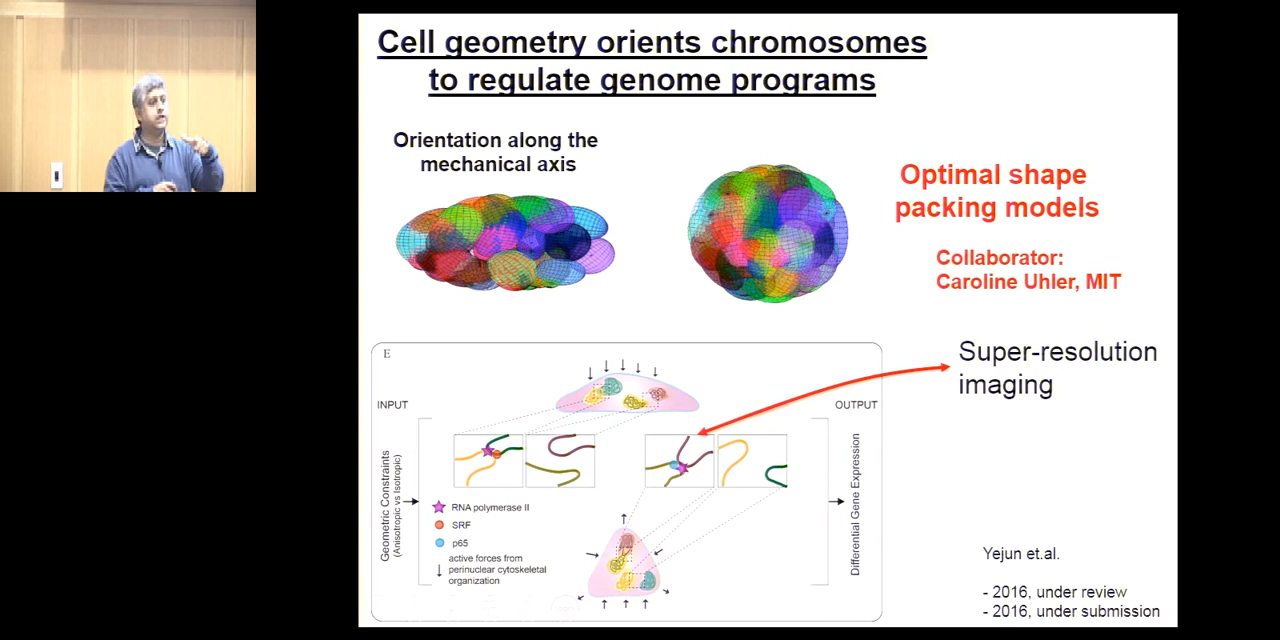 Cell geometry orients chromosomes
to regulate genome programs
Orientation along the
mechanical axis
Optimal shape
packing models
Collaborator:
Caroline Uhler, MIT
Super-resolution
imaging
E
INPUT
OUTPUT
Geometric Constraints
(Anisotropic vs Isotropic)
RNA polymerase II
SRF
p65
active forces from
perinuclear cytoskeletal
organization
Differential Gene Expression
Yejun et.al.
- 2016, under review
- 2016, under submission